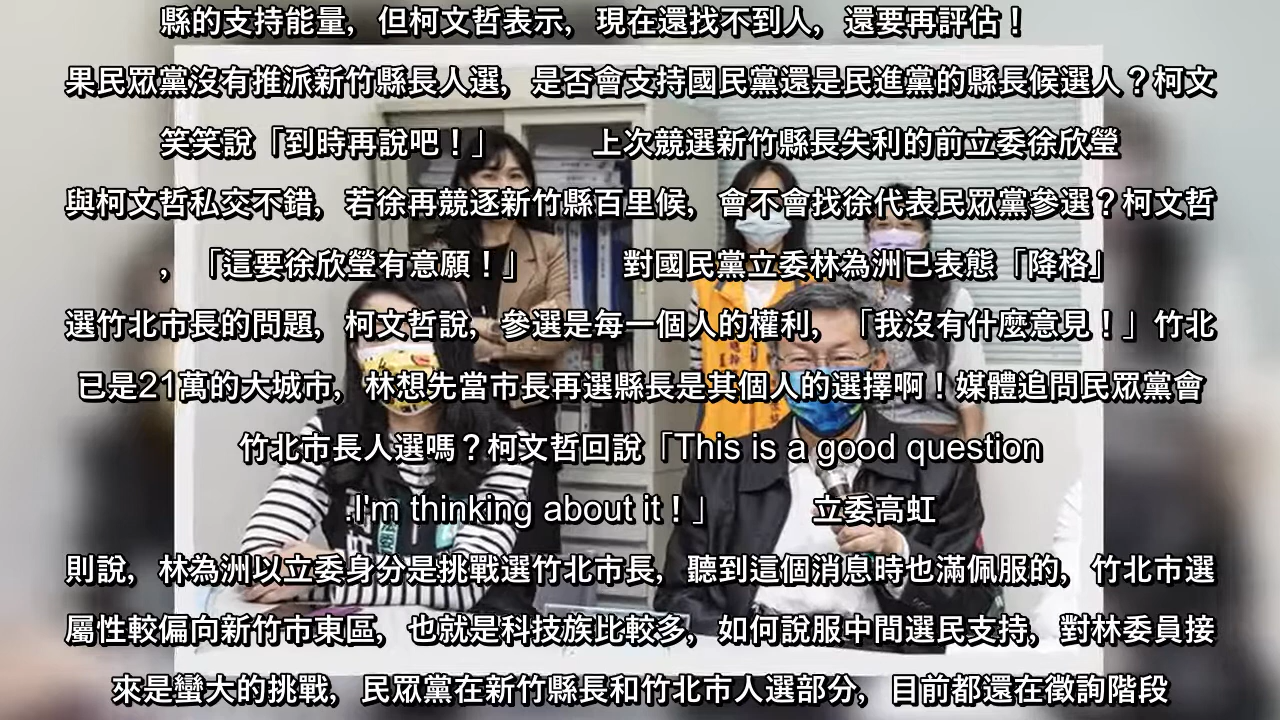 縣的支持能量，但柯文哲表示，現在還找不到人，還要再評估！
果民眾黨沒有推派新竹縣長人選，是否會支持國民黨還是民進黨的縣長候選人？柯文
笑笑說「到時再說吧！」 上次競選新竹縣長失利的前立委徐欣瑩
與柯文哲私交不錯，若徐再競逐新竹縣百里候，會不會找徐代表民眾黨參選？柯文哲
，「這要徐欣瑩有意願！」 對國民黨立委林為洲已表態「降格」
選竹北市長的問題，柯文哲說，參選是每一個人的權利，「我沒有什麼意見！」竹北
已是21萬的大城市，林想先當市長再選縣長是其個人的選擇啊！媒體追問民眾黨會
竹北市長人選嗎？柯文哲回說「This is a good question
.I'm thinking about it！」 立委高虹
則說，林為洲以立委身分是挑戰選竹北市長，聽到這個消息時也滿佩服的，竹北市選
屬性較偏向新竹市東區，也就是科技族比較多，如何說服中間選民支持，對林委員接
來是蠻大的挑戰，民眾黨在新竹縣長和竹北市人選部分，目前都還在徵詢階段